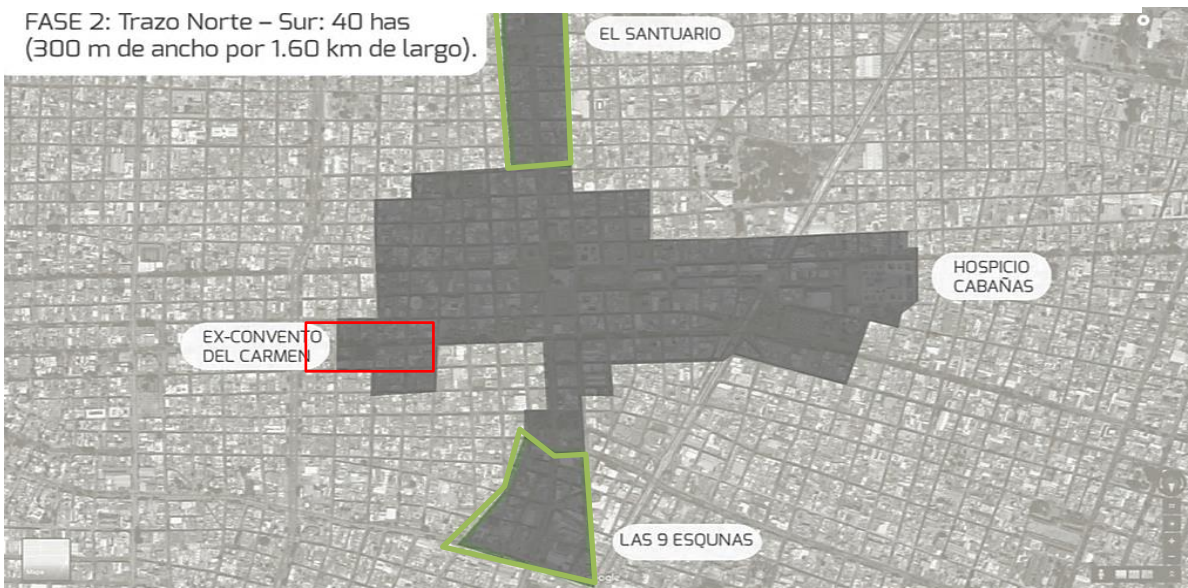 FASE 2: Trazo Norte – Sur: 40 has
(300 m de ancho por 1.60 km de largo).
EL SANTUARIO
HOSPICIO
CABAÑAS
EX-CONVENTO
DEL CARMEN
LAS 9 ESQUNAS